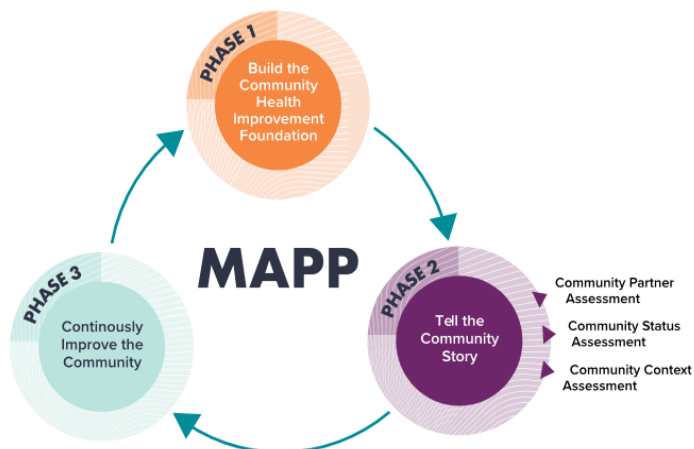 PHASE 1
Build the
Community
Health
Improvement
Foundation
MAPP
PHASE 2
Tell the
Community
Story
Community Partner
Assessment
Community Status
Assessment
Community Context
Assessment
PHASE 3
Continously
Improve the
Community